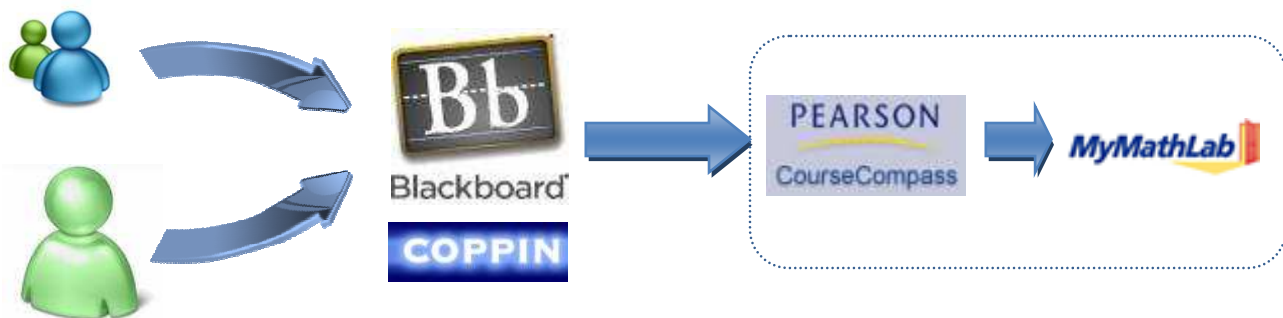 Bb
Blackboard
COPPIN
PEARSON
CourseCompass
MyMathLab